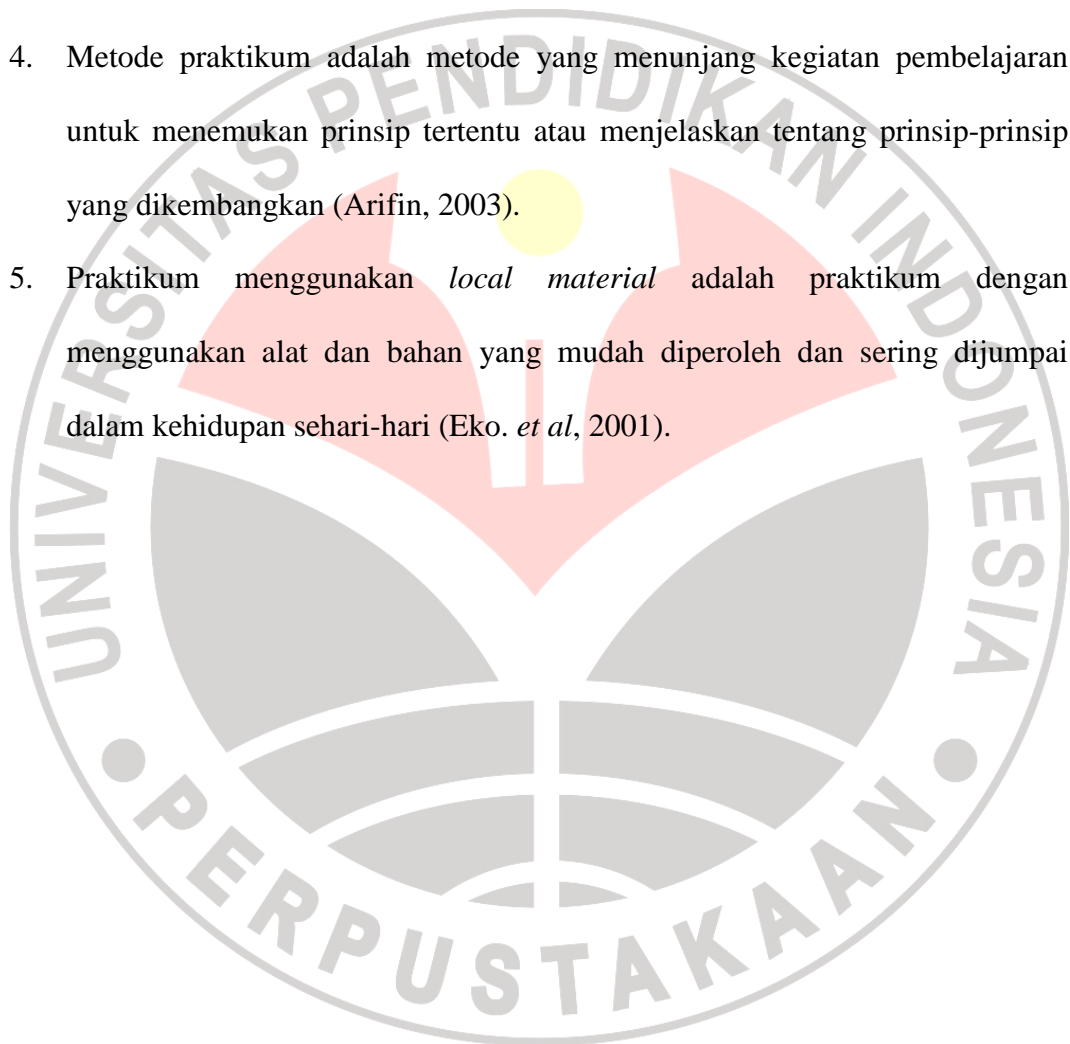 4. Metode praktikum adalah metode yang menunjang kegiatan pembelajaran
untuk menemukan prinsip tertentu atau menjelaskan tentang prinsip-prinsip
yang dikembangkan (Arifin, 2003).
5. Praktikum menggunakan local material adalah praktikum dengan
menggunakan alat dan bahan yang mudah diperoleh dan sering dijumpai
dalam kehidupan sehari-hari (Eko. et al, 2001).
UNIVERSITAS PENDIDIKAN INDONESIA
PERPUSTAKAAN